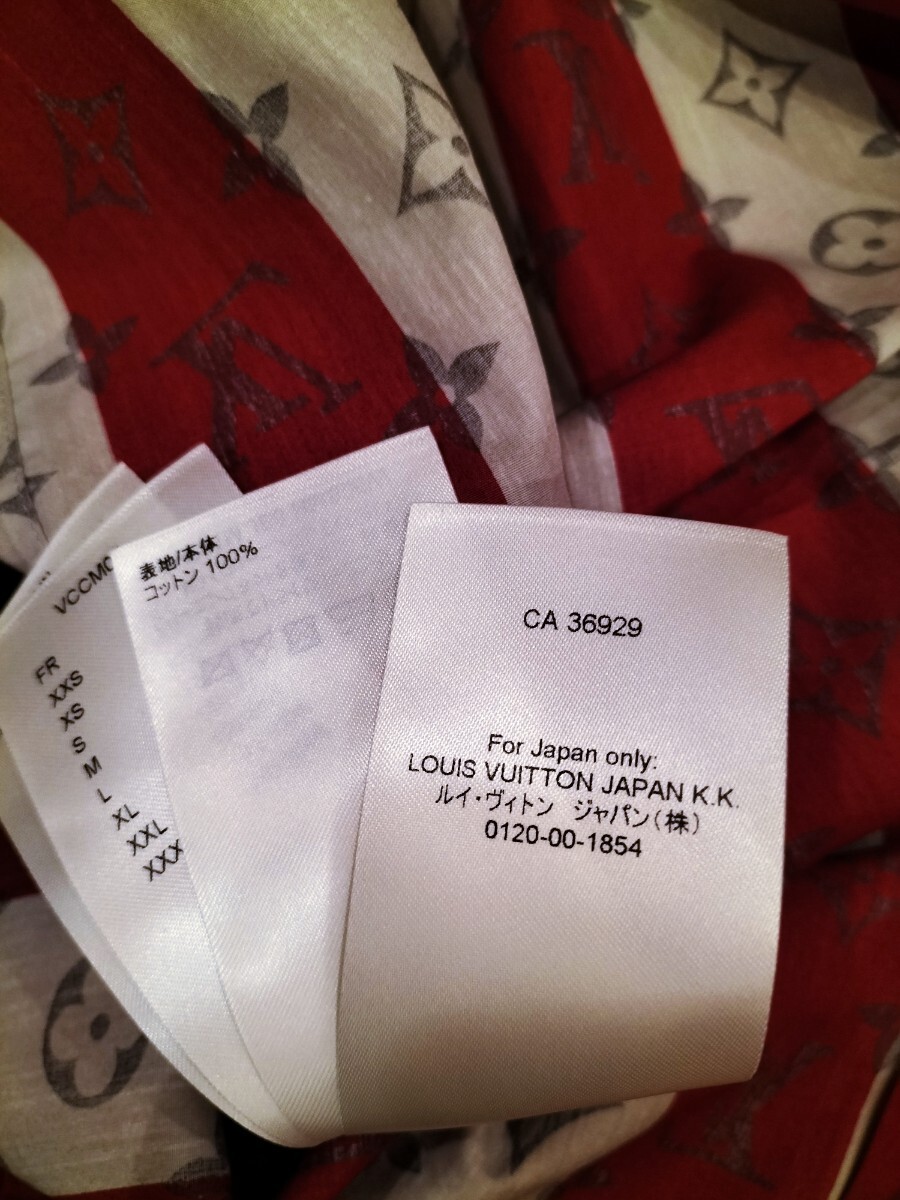 VCCMC
FR
XXS
XS
S
M
L
XL
XXL
XXX
表地/本体
コットン 100%
CA 36929
For Japan only:
LOUIS VUITTON JAPAN K.K.
ルイ・ヴィトン ジャパン(株)
0120-00-1854